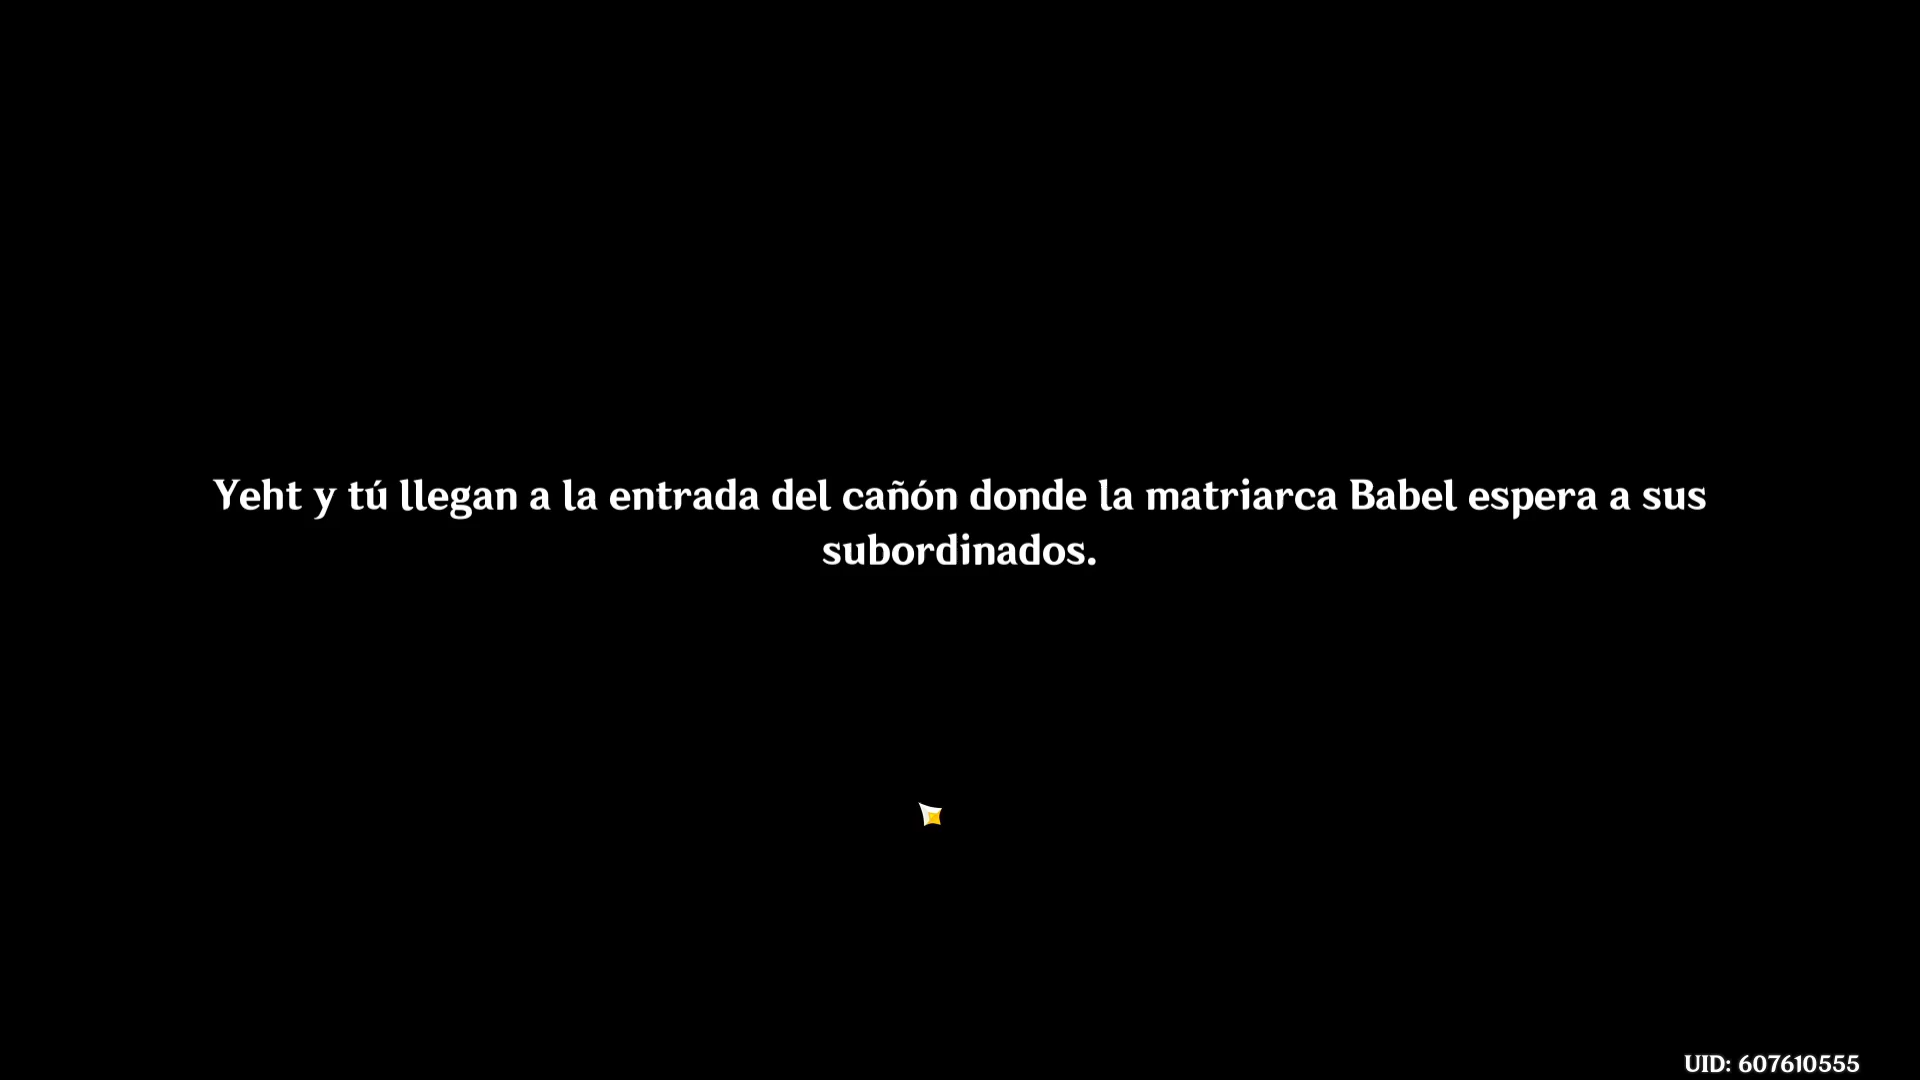 Yeht y tú llegan a la entrada del cañón donde la matriarca Babel espera a sus
subordinados.
UID: 607610555